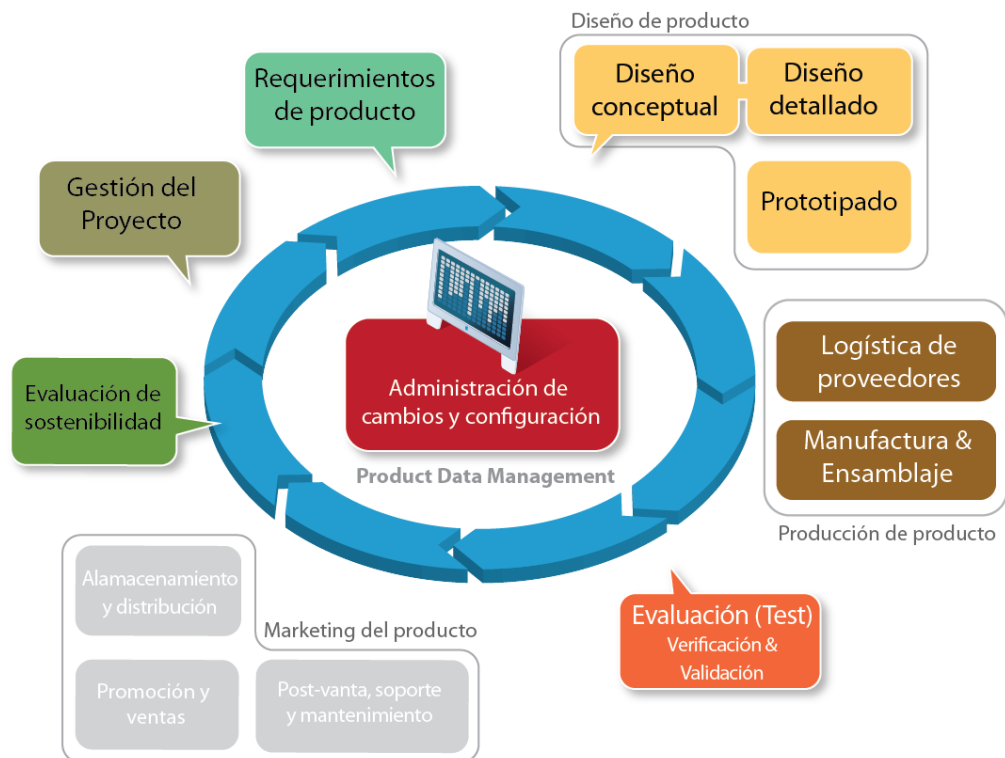 Diseño de producto
Requerimientos
de producto
Diseño
conceptual
Diseño
detallado
Prototipado
Gestión del
Proyecto
Logística de
proveedores
Manufactura &
Ensamblaje
Producción de producto
Administración de
cambios y configuración
Product Data Management
Evaluación de
sostenibilidad
Evaluación (Test)
Verificación &
Validación
Alamacenamiento
y distribución
Marketing del producto
Promoción y
ventas
Post-vanta, soporte
y mantenimiento